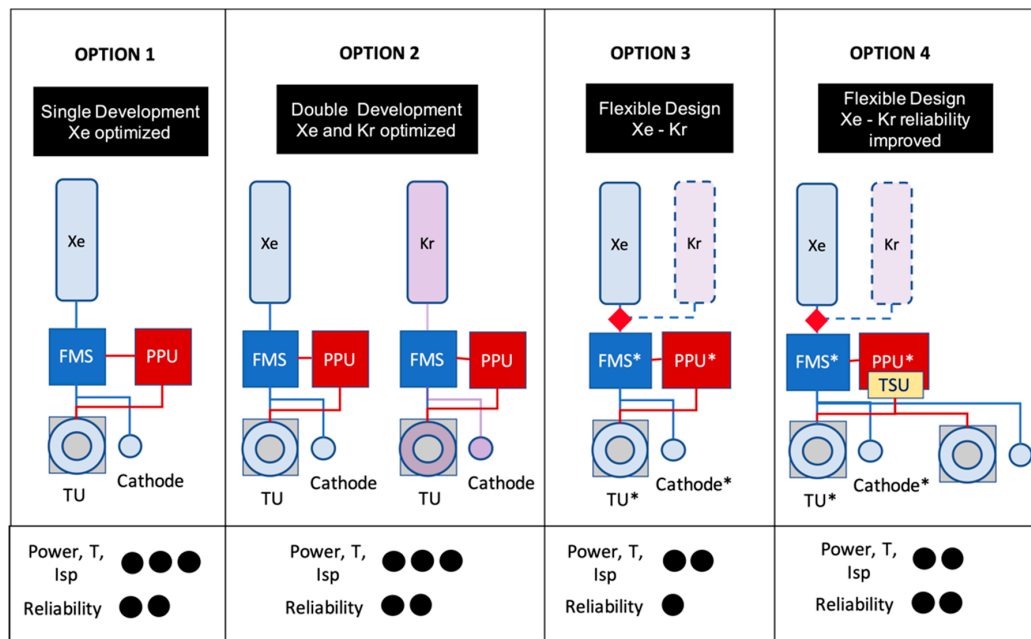 OPTION 1
Single Development
Xe optimized
Xe
FMS
PPU
TU
Cathode
Power, T,
Isp
Reliability
OPTION 2
Double Development
Xe and Kr optimized
Xe
Kr
FMS
PPU
FMS
PPU
Cathode
Cathode
TU
TU
Power, T,
Isp
Reliability
OPTION 3
Flexible Design
Xe - Kr
Xe
Kr
FMS*
PPU*
Cathode*
TU*
Power, T,
Isp
Reliability
OPTION 4
Flexible Design
Xe - Kr reliability
improved
Xe
Kr
FMS*
PPU*
TSU
Cathode*
TU*
Power, T,
Isp
Reliability